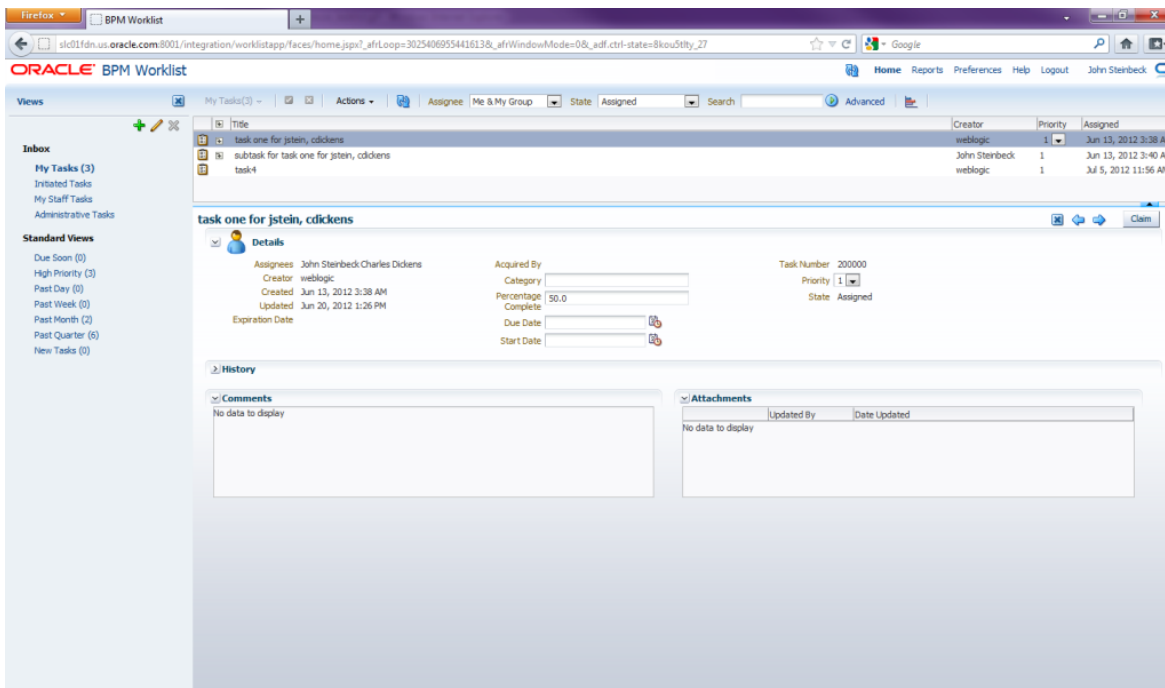 Firefox
BPM Worklist
slc01fdn.us.oracle.com:8001/integration/worklistapp/faces/home.jspx?_afrLoop=3025406955441613&_afrWindowMode=0&_adf.ctrl-state=8kou5tlty_27
Google
ORACLE BPM Worklist
Home Reports Preferences Help Logout John Steinbeck
Views
My Tasks(3) Actions Assignee Me & My Group State Assigned Search Advanced
Title Creator Priority Assigned
task one for jstein, cdickens weblogic 1 Jun 13, 2012 3:38 A
subtask for task one for jstein, cdickens John Steinbeck 1 Jun 13, 2012 3:40 A
task4 weblogic 1 Jul 5, 2012 11:56 AM
Inbox
My Tasks (3)
Initiated Tasks
My Staff Tasks
Administrative Tasks
Standard Views
Due Soon (0)
High Priority (3)
Past Day (0)
Past Week (0)
Past Month (2)
Past Quarter (6)
New Tasks (0)
task one for jstein, cdickens
Claim
Details
Assignees John Steinbeck Charles Dickens
Creator weblogic
Created Jun 13, 2012 3:38 AM
Updated Jun 20, 2012 1:26 PM
Expiration Date
Acquired By
Category
Percentage Complete 50.0
Due Date
Start Date
Task Number 200000
Priority 1
State Assigned
History
Comments
No data to display
Attachments
Updated By Date Updated
No data to display